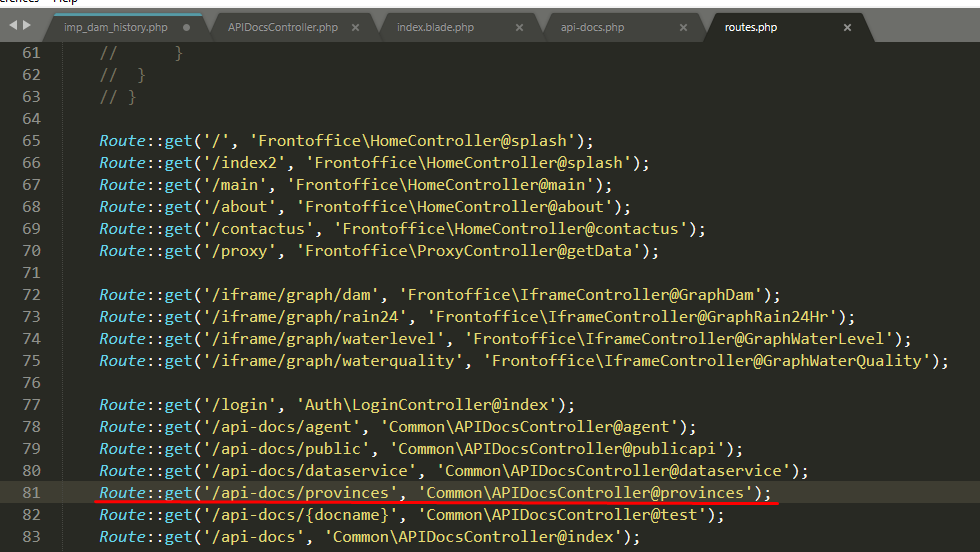 erences Help
imp_dam_history.php APIDocsController.php index.blade.php api-docs.php routes.php
61 // }
62 // }
63 // }
64
65 Route::get('/', 'Frontoffice\HomeController@splash');
66 Route::get('/index2', 'Frontoffice\HomeController@splash');
67 Route::get('/main', 'Frontoffice\HomeController@main');
68 Route::get('/about', 'Frontoffice\HomeController@about');
69 Route::get('/contactus', 'Frontoffice\HomeController@contactus');
70 Route::get('/proxy', 'Frontoffice\ProxyController@getData');
71
72 Route::get('/iframe/graph/dam', 'Frontoffice\IframeController@GraphDam');
73 Route::get('/iframe/graph/rain24', 'Frontoffice\IframeController@GraphRain24Hr');
74 Route::get('/iframe/graph/waterlevel', 'Frontoffice\IframeController@GraphWaterLevel');
75 Route::get('/iframe/graph/waterquality', 'Frontoffice\IframeController@GraphWaterQuality');
76
77 Route::get('/login', 'Auth\LoginController@index');
78 Route::get('/api-docs/agent', 'Common\APIDocsController@agent');
79 Route::get('/api-docs/public', 'Common\APIDocsController@publicapi');
80 Route::get('/api-docs/dataservice', 'Common\APIDocsController@dataservice');
81 Route::get('/api-docs/provinces', 'Common\APIDocsController@provinces');
82 Route::get('/api-docs/{docname}', 'Common\APIDocsController@test');
83 Route::get('/api-docs', 'Common\APIDocsController@index');